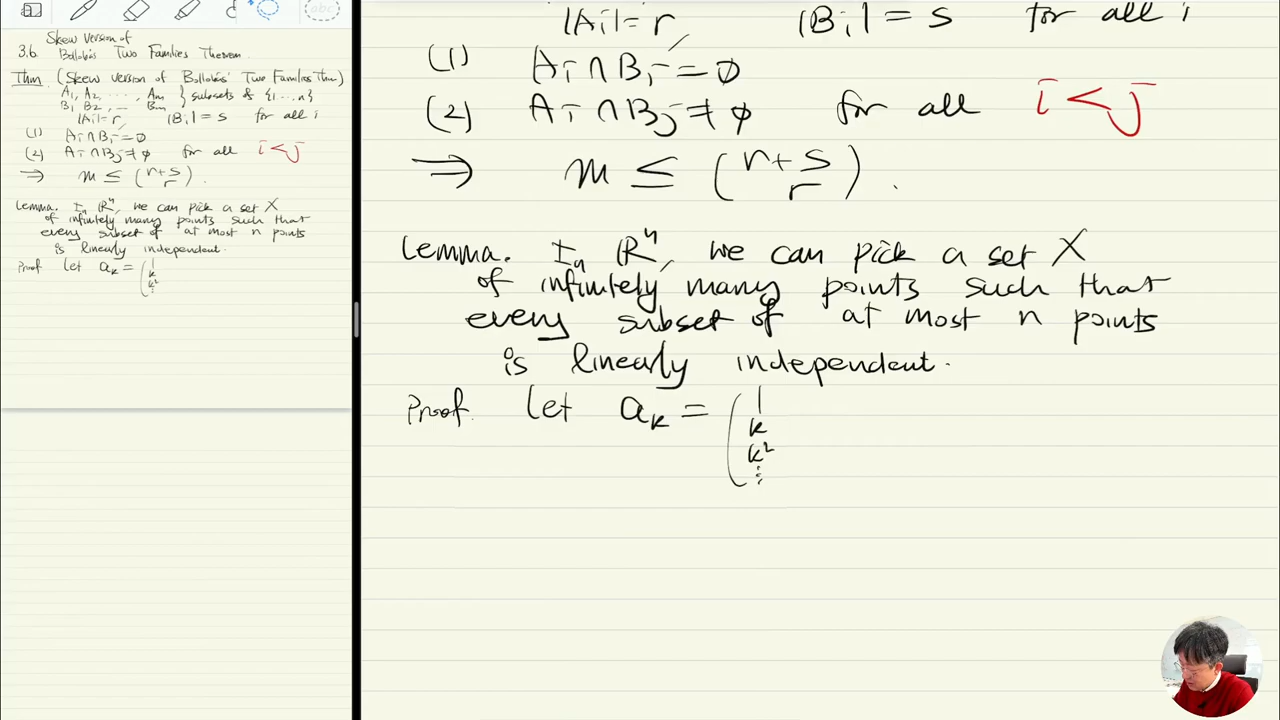 abc
Skew version of
3.6 Bollobás Two Families Theorem.
Thm. (Skew version of Bollobás' Two Families Thm)
A₁, A₂, ..., Aₘ } subsets of {1...n}
B₁, B₂, ... Bₘ
|Aᵢ|=r, |Bᵢ|=s for all i
(1) Aᵢ∩Bᵢ=∅
(2) Aᵢ∩Bⱼ≠∅ for all i<j
⇒ m ≤ (r+s r).
Lemma. In ℝⁿ, we can pick a set X
of infinitely many points such that
every subset of at most n points
is linearly independent.
Proof Let aₖ = ( 1
k
k²
⋮
|Aᵢ|=r, |Bᵢ|=s for all i
(1) Aᵢ∩Bᵢ=∅
(2) Aᵢ∩Bⱼ≠∅ for all i<j
⇒ m ≤ (r+s r).
Lemma. In ℝⁿ, we can pick a set X
of infinitely many points such that
every subset of at most n points
is linearly independent.
Proof. Let aₖ = ( 1
k
k²
⋮